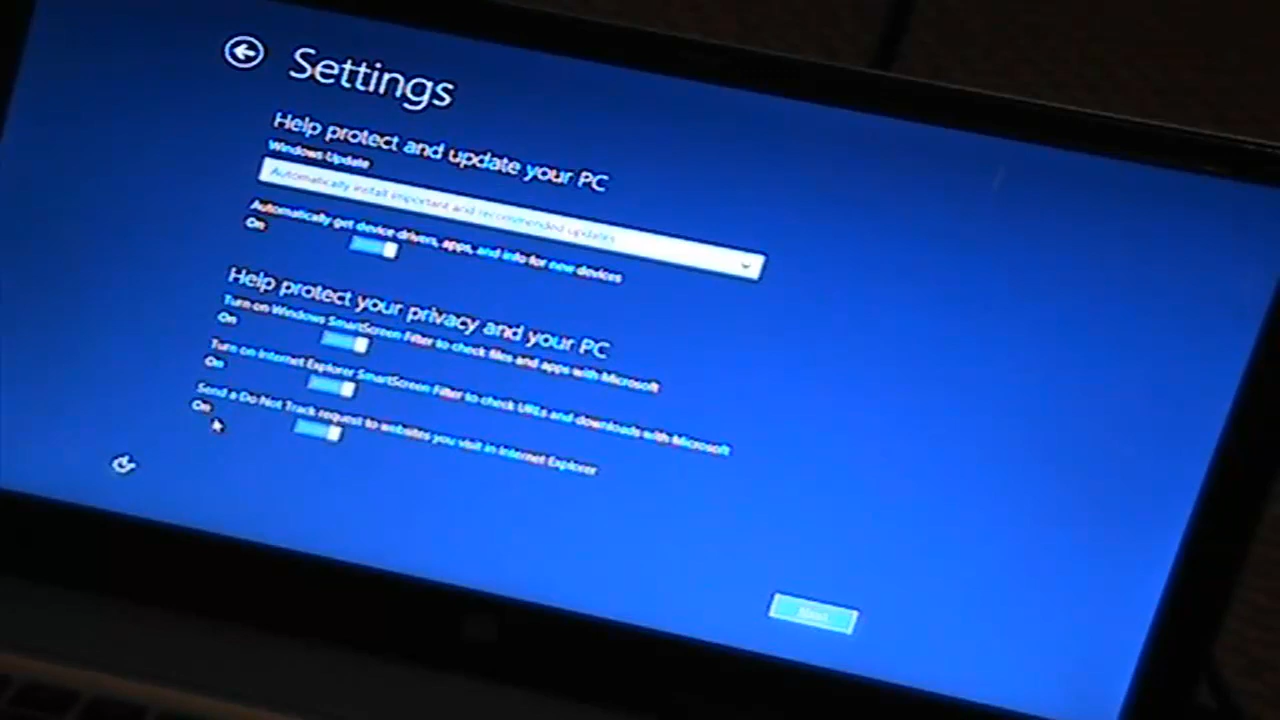 Settings
Help protect and update your PC
Windows Update
Automatically install important and recommended updates
Automatically get device drivers, apps, and info for new devices
On
Help protect your privacy and your PC
Turn on Windows SmartScreen Filter to check files and apps with Microsoft
On
Turn on Internet Explorer SmartScreen Filter to check URLs and downloads with Microsoft
On
Send a Do Not Track request to websites you visit in Internet Explorer
On
Next